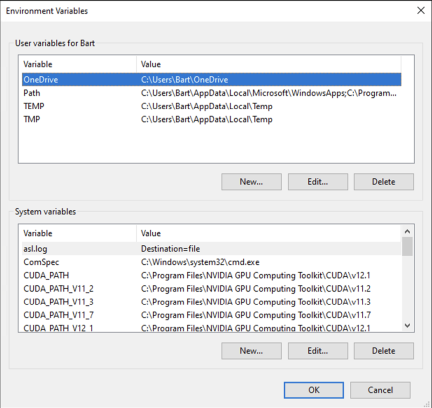 Environment Variables
User variables for Bart
Variable Value
OneDrive C:\Users\Bart\OneDrive
Path C:\Users\Bart\AppData\Local\Microsoft\WindowsApps;C:\Program...
TEMP C:\Users\Bart\AppData\Local\Temp
TMP C:\Users\Bart\AppData\Local\Temp
New... Edit... Delete
System variables
Variable Value
asl.log Destination=file
ComSpec C:\Windows\system32\cmd.exe
CUDA_PATH C:\Program Files\NVIDIA GPU Computing Toolkit\CUDA\v12.1
CUDA_PATH_V11_2 C:\Program Files\NVIDIA GPU Computing Toolkit\CUDA\v11.2
CUDA_PATH_V11_3 C:\Program Files\NVIDIA GPU Computing Toolkit\CUDA\v11.3
CUDA_PATH_V11_7 C:\Program Files\NVIDIA GPU Computing Toolkit\CUDA\v11.7
CUDA_PATH_V12_1 C:\Program Files\NVIDIA GPU Computing Toolkit\CUDA\v12.1
New... Edit... Delete
OK Cancel